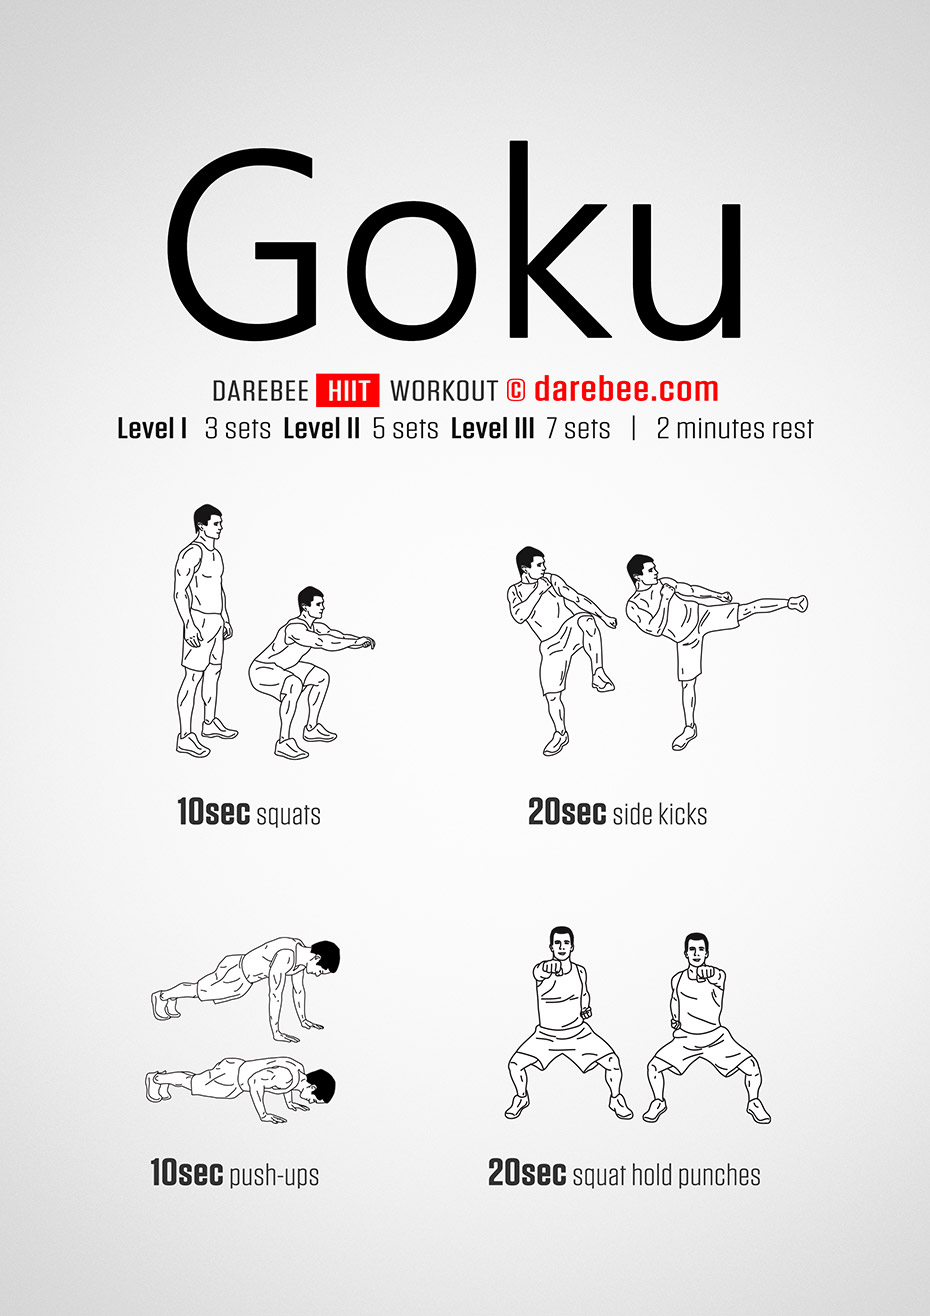 Goku
DAREBEE HIIT WORKOUT © darebee.com
Level I 3 sets Level II 5 sets Level III 7 sets | 2 minutes rest
10sec squats
20sec side kicks
10sec push-ups
20sec squat hold punches